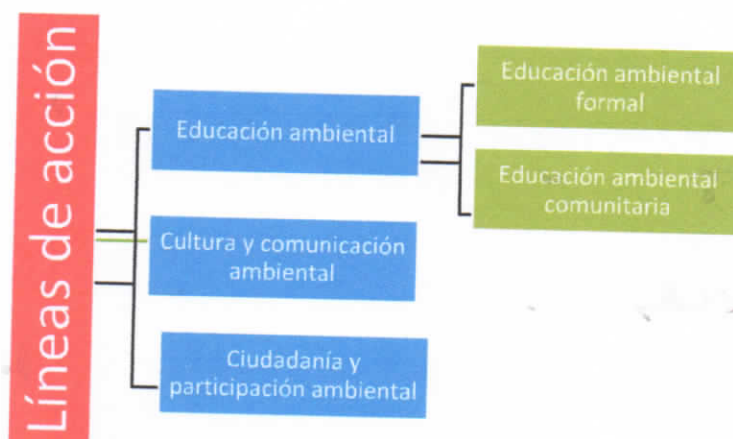 Líneas de acción
Educación ambiental
Cultura y comunicación
ambiental
Ciudadanía y
participación ambiental
Educación ambiental
formal
Educación ambiental
comunitaria